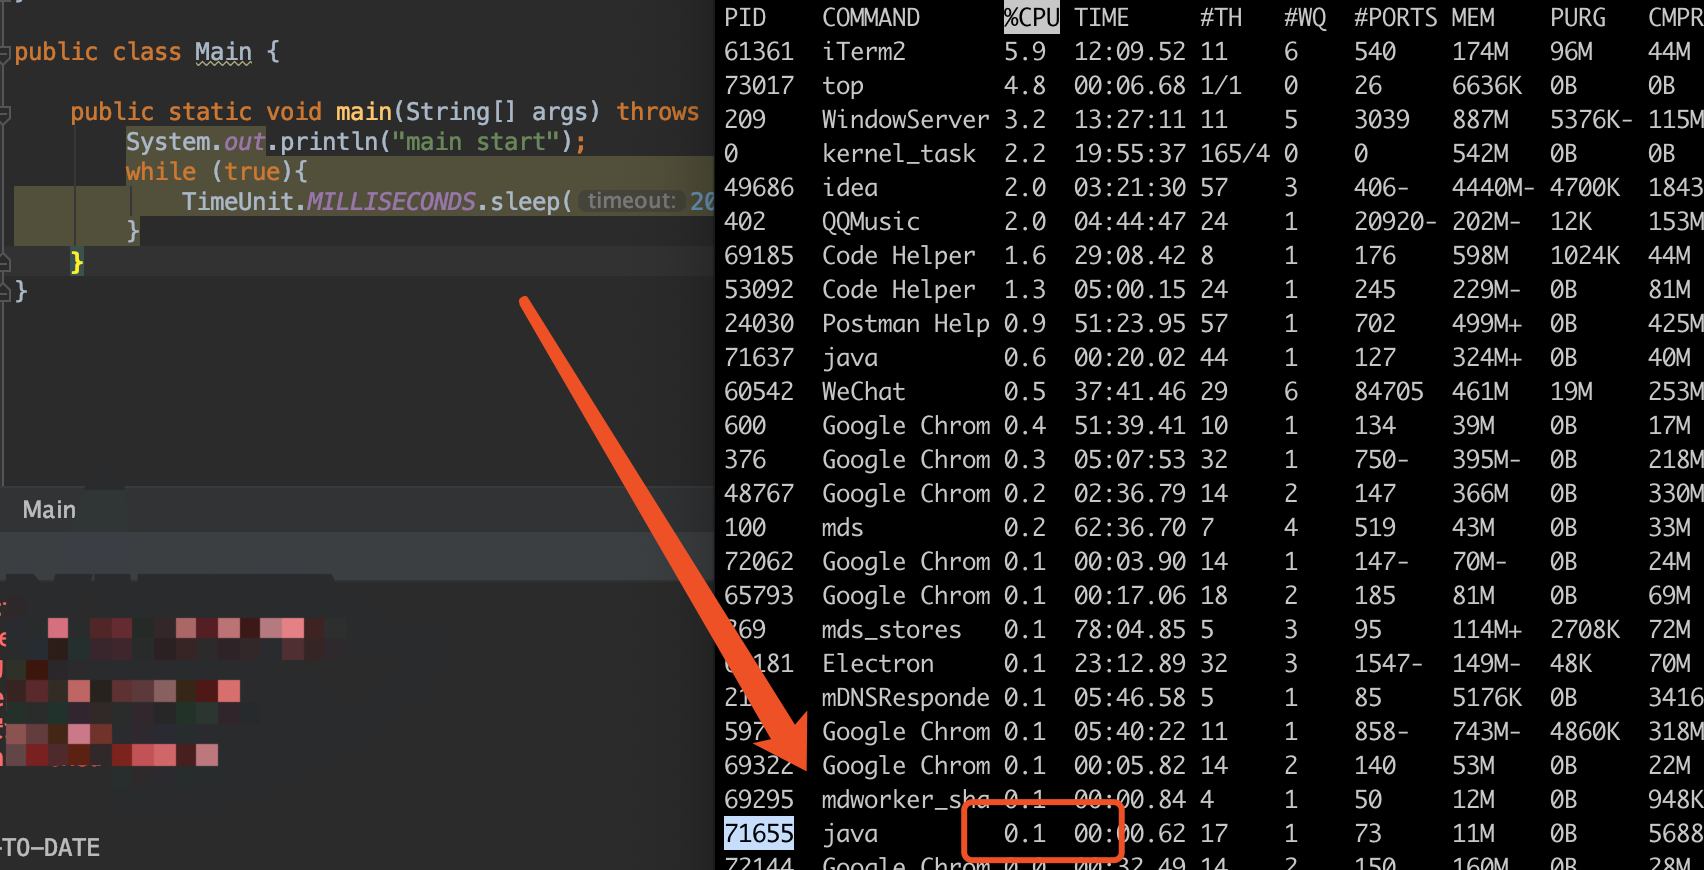 public class Main {
public static void main(String[] args) throws
System.out.println("main start");
while (true){
TimeUnit.MILLISECONDS.sleep( timeout: 20
}
}
}
Main
-TO-DATE
PID COMMAND %CPU TIME #TH #WQ #PORTS MEM PURG CMPR
61361 iTerm2 5.9 12:09.52 11 6 540 174M 96M 44M
73017 top 4.8 00:06.68 1/1 0 26 6636K 0B 0B
209 WindowServer 3.2 13:27:11 11 5 3039 887M 5376K- 115M
0 kernel_task 2.2 19:55:37 165/4 0 0 542M 0B 0B
49686 idea 2.0 03:21:30 57 3 406- 4440M- 4700K 1843
402 QQMusic 2.0 04:44:47 24 1 20920- 202M- 12K 153M
69185 Code Helper 1.6 29:08.42 8 1 176 598M 1024K 44M
53092 Code Helper 1.3 05:00.15 24 1 245 229M- 0B 81M
24030 Postman Help 0.9 51:23.95 57 1 702 499M+ 0B 425M
71637 java 0.6 00:20.02 44 1 127 324M+ 0B 40M
60542 WeChat 0.5 37:41.46 29 6 84705 461M 19M 253M
600 Google Chrom 0.4 51:39.41 10 1 134 39M 0B 17M
376 Google Chrom 0.3 05:07:53 32 1 750- 395M- 0B 218M
48767 Google Chrom 0.2 02:36.79 14 2 147 366M 0B 330M
100 mds 0.2 62:36.70 7 4 519 43M 0B 33M
72062 Google Chrom 0.1 00:03.90 14 1 147- 70M- 0B 24M
65793 Google Chrom 0.1 00:17.06 18 2 185 81M 0B 69M
369 mds_stores 0.1 78:04.85 5 3 95 114M+ 2708K 72M
181 Electron 0.1 23:12.89 32 3 1547- 149M- 48K 70M
21 mDNSResponde 0.1 05:46.58 5 1 85 5176K 0B 3416
597 Google Chrom 0.1 05:40:22 11 1 858- 743M- 4860K 318M
69322 Google Chrom 0.1 00:05.82 14 2 140 53M 0B 22M
69295 mdworker_sha 0.1 00:00.84 4 1 50 12M 0B 948K
71655 java 0.1 00:00.62 17 1 73 11M 0B 5688
72144 Google Chrom 0.0 00:32.49 14 2 150 160M 0B 28M